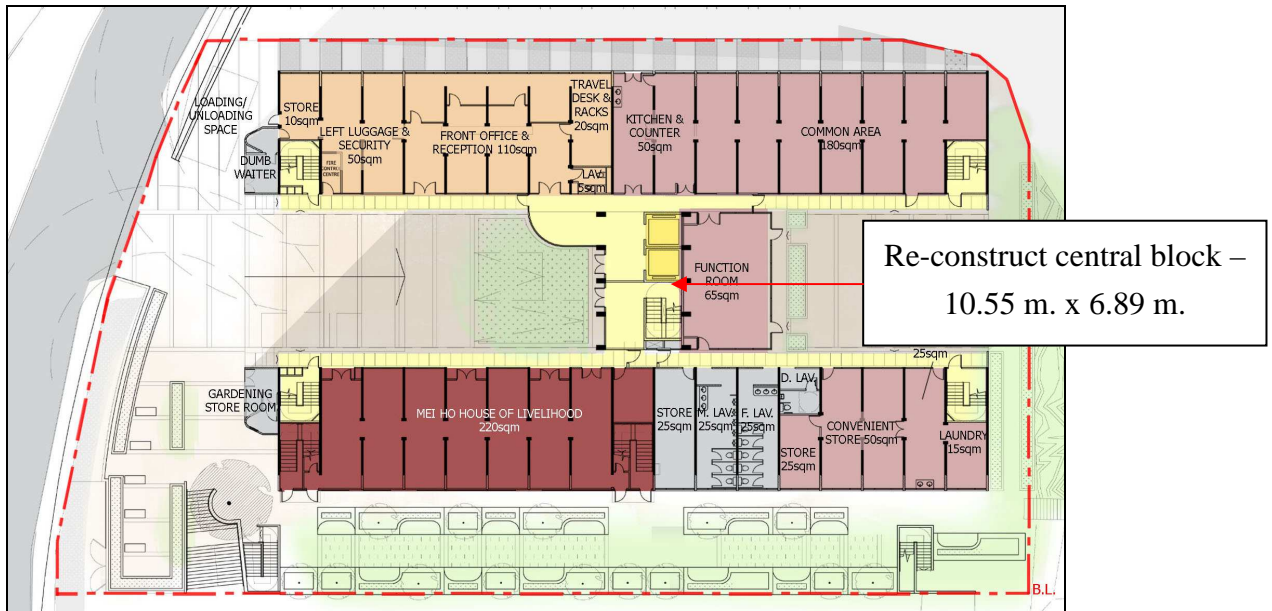 LOADING/
UNLOADING
SPACE
STORE
10sqm
LEFT LUGGAGE &
SECURITY
50sqm
FIRE
CONTROL
CENTRE
FRONT OFFICE &
RECEPTION 110sqm
TRAVEL
DESK &
RACKS
20sqm
LAV.
5sqm
KITCHEN &
COUNTER
50sqm
COMMON AREA
180sqm
DUMB
WAITER
FUNCTION
ROOM
65sqm
Re-construct central block –
10.55 m. x 6.89 m.
25sqm
GARDENING
STORE ROOM
MEI HO HOUSE OF LIVELIHOOD
220sqm
STORE
25sqm
M. LAV.
25sqm
F. LAV.
25sqm
D. LAV.
STORE
25sqm
CONVENIENT
STORE 50sqm
LAUNDRY
15sqm
B.L.